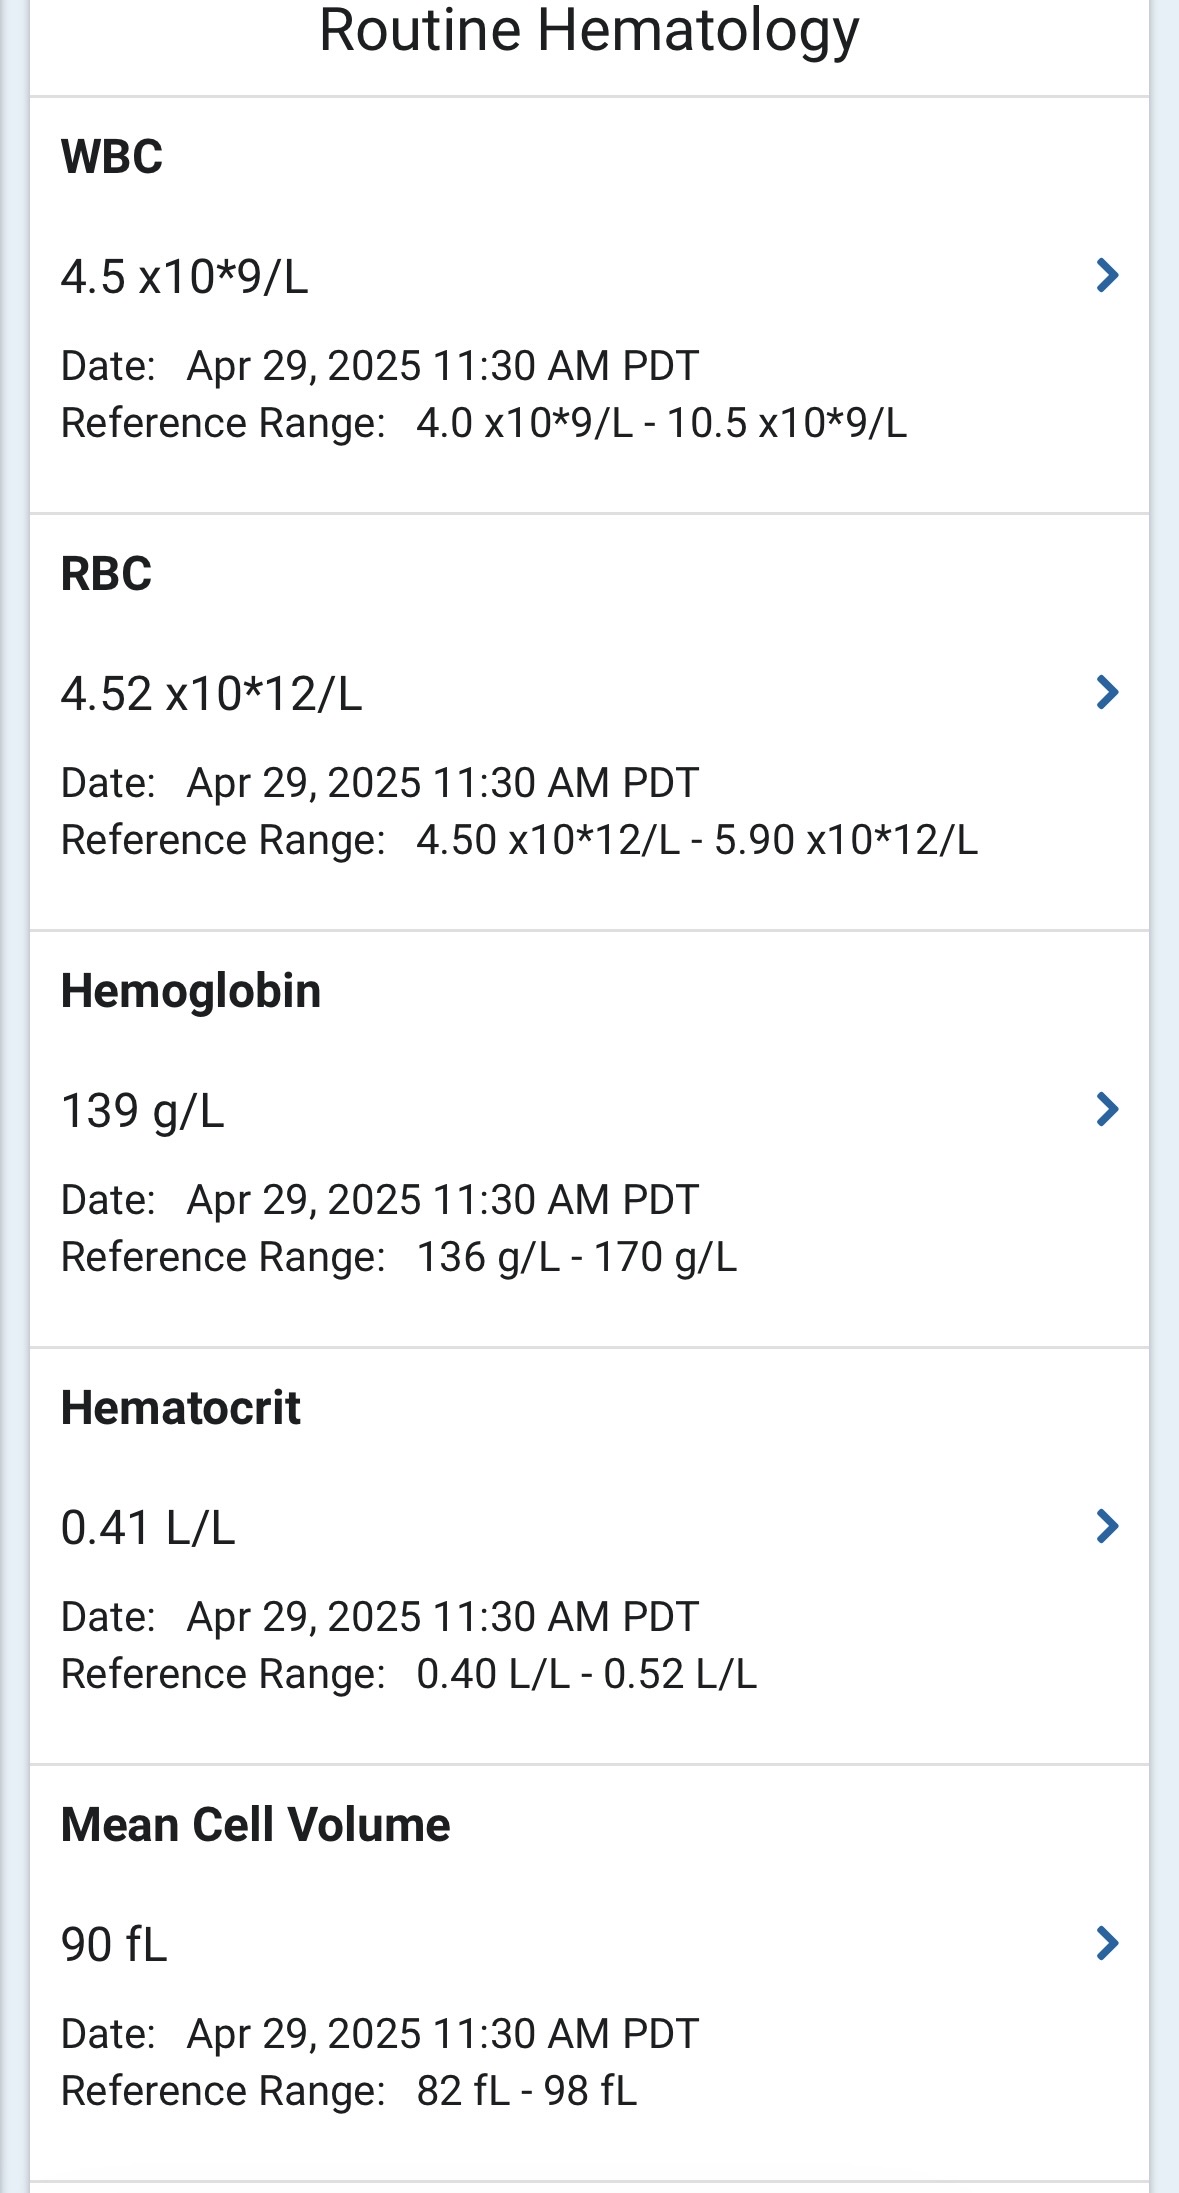 Routine Hematology
WBC
4.5 x10*9/L
Date: Apr 29, 2025 11:30 AM PDT
Reference Range: 4.0 x10*9/L - 10.5 x10*9/L
RBC
4.52 x10*12/L
Date: Apr 29, 2025 11:30 AM PDT
Reference Range: 4.50 x10*12/L - 5.90 x10*12/L
Hemoglobin
139 g/L
Date: Apr 29, 2025 11:30 AM PDT
Reference Range: 136 g/L - 170 g/L
Hematocrit
0.41 L/L
Date: Apr 29, 2025 11:30 AM PDT
Reference Range: 0.40 L/L - 0.52 L/L
Mean Cell Volume
90 fL
Date: Apr 29, 2025 11:30 AM PDT
Reference Range: 82 fL - 98 fL